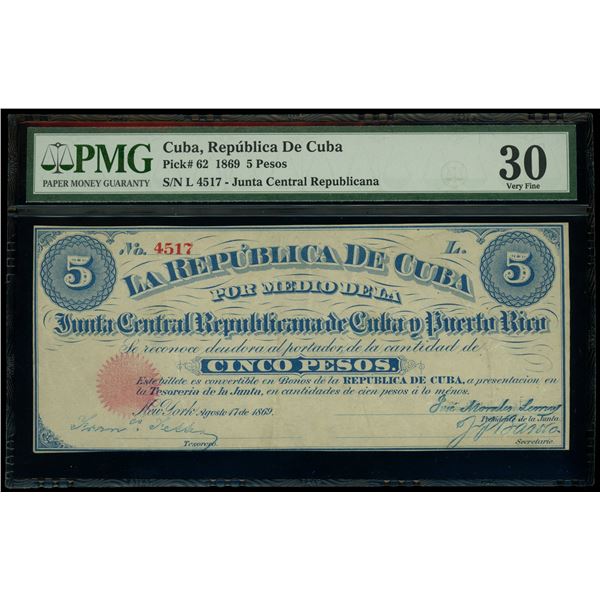 PMG
PAPER MONEY GUARANTY
Cuba, República De Cuba
Pick# 62 1869 5 Pesos
S/N L 4517 - Junta Central Republicana
30
Very Fine
5
No. 4517
L.
5
LA REPÚBLICA DE CUBA
POR MEDIO DE LA
Junta Central Republicana de Cuba y Puerto Rico
Se reconoce deudora al portador, de la cantidad de
CINCO PESOS.
Este billete es convertible en Bonos de la REPUBLICA DE CUBA, a presentacion en
la Tesoreria de la Junta, en cantidades de cien pesos á lo ménos.
New York Agosto 17 de 1869.
José Morales Lemus
Presidente de la Junta.
Tesorero.
Secretario.